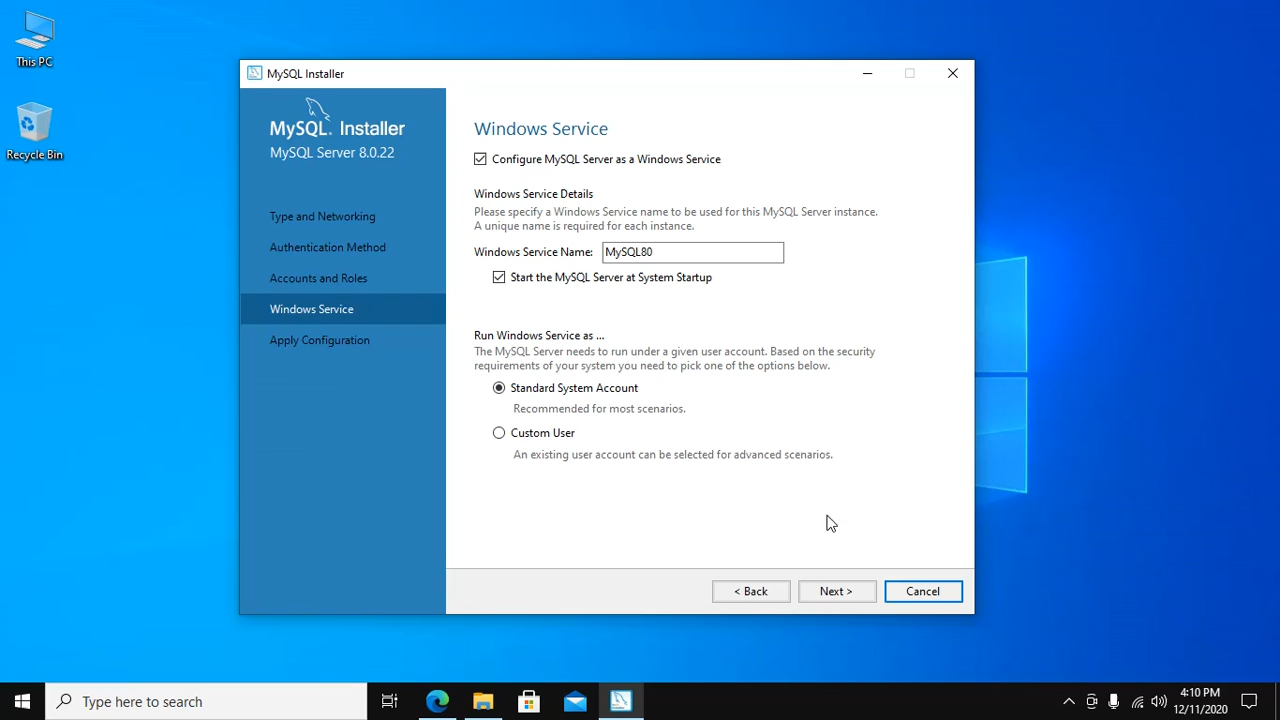 This PC
Recycle Bin
MySQL Installer
MySQL. Installer
MySQL Server 8.0.22
Type and Networking
Authentication Method
Accounts and Roles
Windows Service
Apply Configuration
Windows Service
Configure MySQL Server as a Windows Service
Windows Service Details
Please specify a Windows Service name to be used for this MySQL Server instance.
A unique name is required for each instance.
Windows Service Name: MySQL80
Start the MySQL Server at System Startup
Run Windows Service as ...
The MySQL Server needs to run under a given user account. Based on the security
requirements of your system you need to pick one of the options below.
Standard System Account
Recommended for most scenarios.
Custom User
An existing user account can be selected for advanced scenarios.
< Back Next > Cancel
Type here to search
4:10 PM
12/11/2020